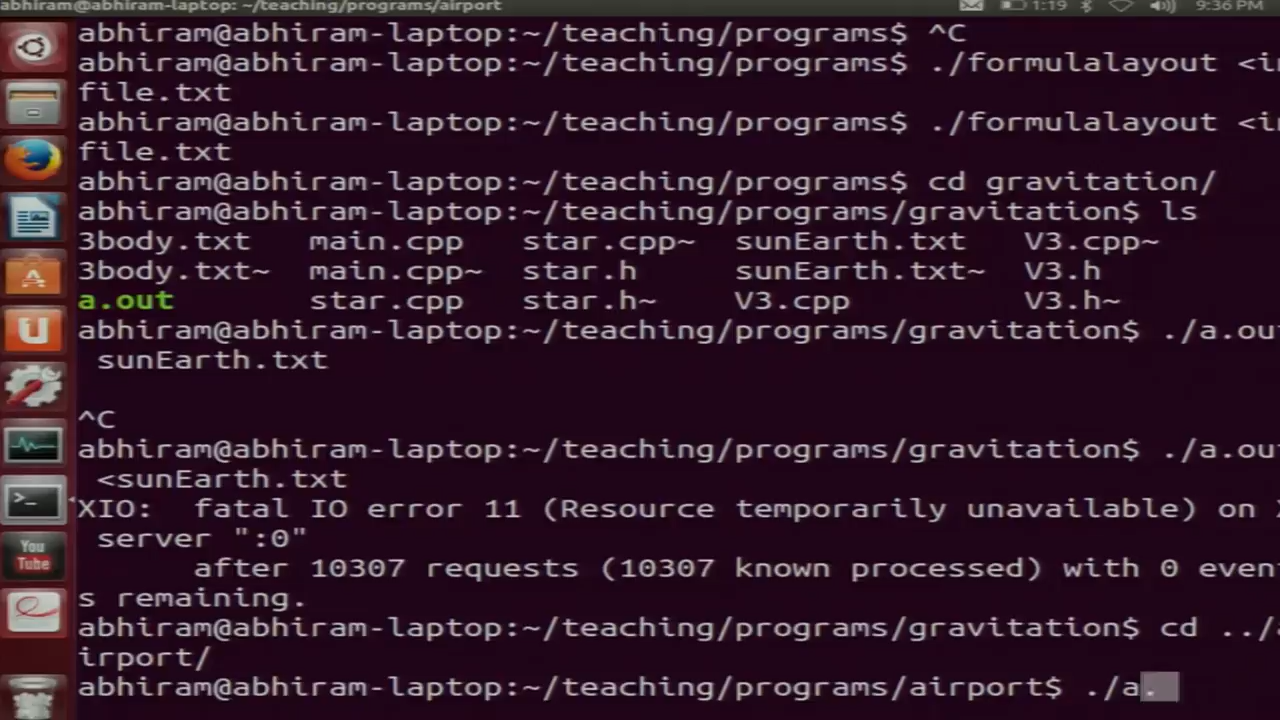 abhiram@abhiram-laptop: ~/teaching/programs/airport
1:19
9:36 PM
abhiram@abhiram-laptop:~/teaching/programs$ ^C
abhiram@abhiram-laptop:~/teaching/programs$ ./formulalayout <in
file.txt
abhiram@abhiram-laptop:~/teaching/programs$ ./formulalayout <in
file.txt
abhiram@abhiram-laptop:~/teaching/programs$ cd gravitation/
abhiram@abhiram-laptop:~/teaching/programs/gravitation$ ls
3body.txt main.cpp star.cpp~ sunEarth.txt V3.cpp~
3body.txt~ main.cpp~ star.h sunEarth.txt~ V3.h
a.out star.cpp star.h~ V3.cpp V3.h~
abhiram@abhiram-laptop:~/teaching/programs/gravitation$ ./a.ou
sunEarth.txt
^C
abhiram@abhiram-laptop:~/teaching/programs/gravitation$ ./a.ou
<sunEarth.txt
XIO: fatal IO error 11 (Resource temporarily unavailable) on X
server ":0"
after 10307 requests (10307 known processed) with 0 even
s remaining.
abhiram@abhiram-laptop:~/teaching/programs/gravitation$ cd ../
irport/
abhiram@abhiram-laptop:~/teaching/programs/airport$ ./a.
You
Tube